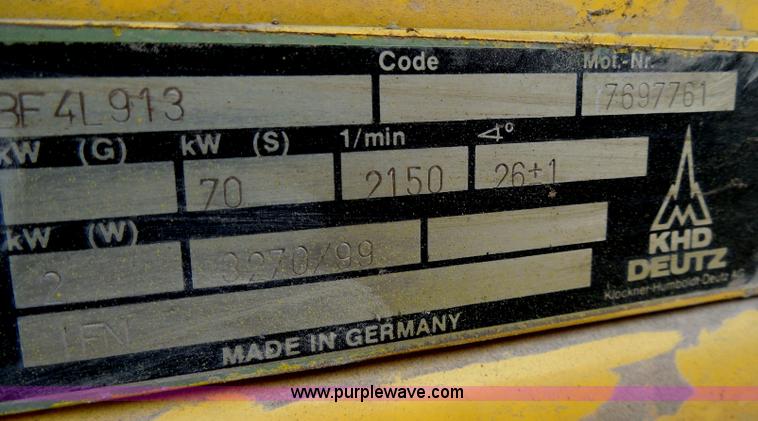 Code Mot.-Nr.
BF4L913 7697761
kW (G) kW (S) 1/min ∢°
70 2150 26±1
kW (W)
2 3270/99
KHD
DEUTZ
Klöckner-Humboldt-Deutz AG
MADE IN GERMANY
www.purplewave.com